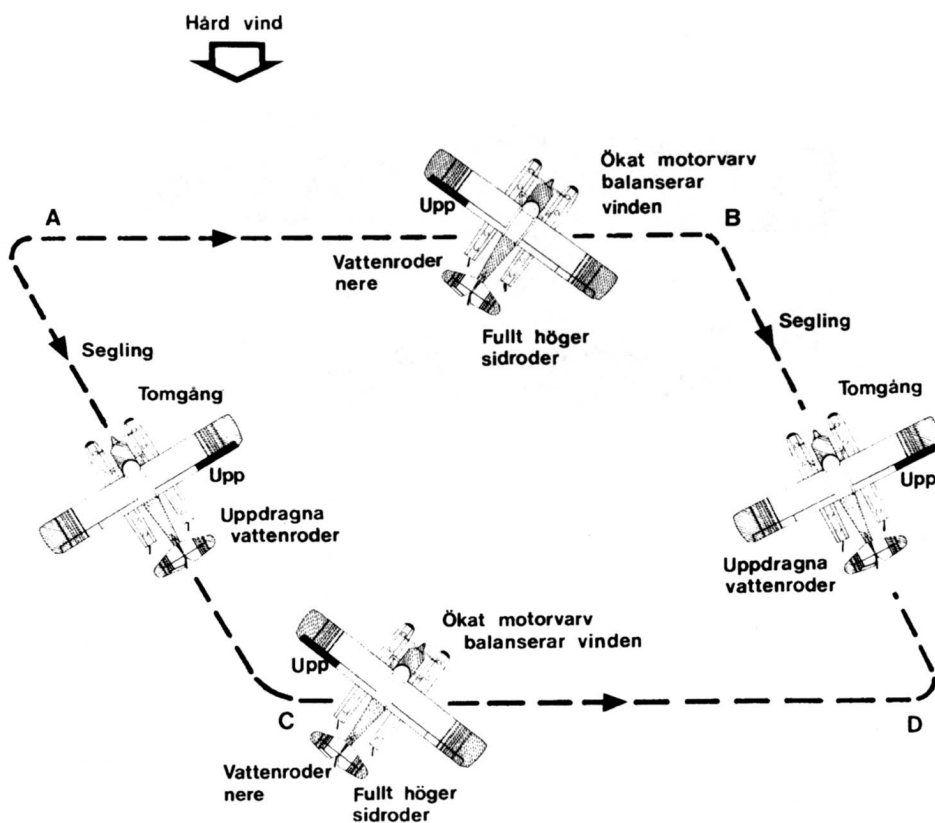 Hård vind
A
Upp
Ökat motorvarv
balanserar
vinden
B
Vattenroder
nere
Fullt höger
sidroder
Segling
Tomgång
Upp
Uppdragna
vattenroder
Segling
Tomgång
Upp
Uppdragna
vattenroder
C
Upp
Ökat motorvarv
balanserar vinden
Vattenroder
nere
Fullt höger
sidroder
D